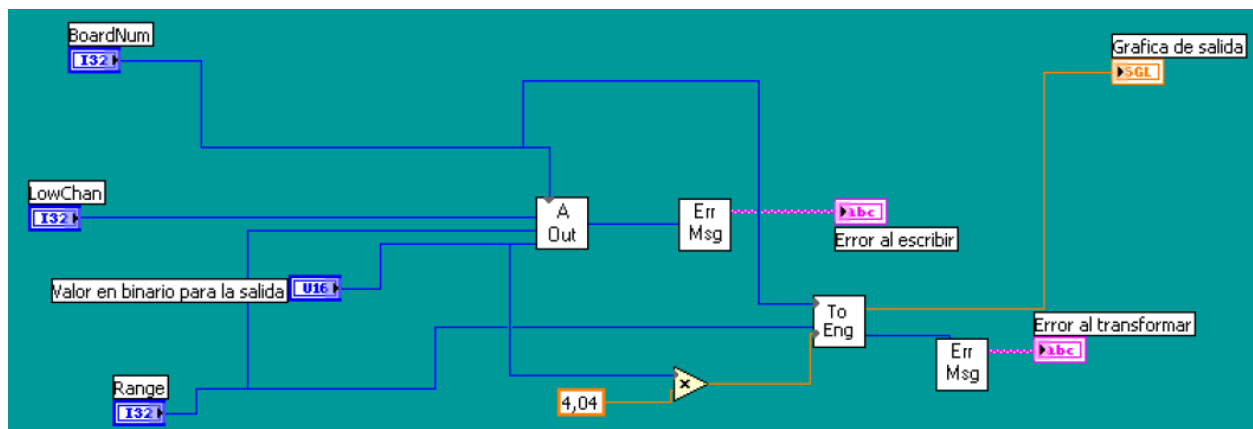 BoardNum
I32
Grafica de salida
SGL
LowChan
I32
A
Out
Err
Msg
abc
Error al escribir
Valor en binario para la salida
U16
To
Eng
Error al transformar
abc
Err
Msg
Range
I32
4,04
x